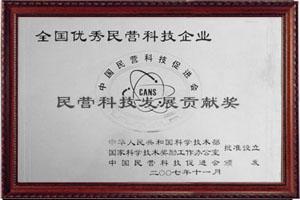 全国优秀民营科技企业
中国民营科技促进会
CANS
民营科技发展贡献奖
中华人民共和国科学技术部
国家科学技术奖励工作办公室 批准设立
中国民营科技促进会 颁发
二〇〇七年十一月